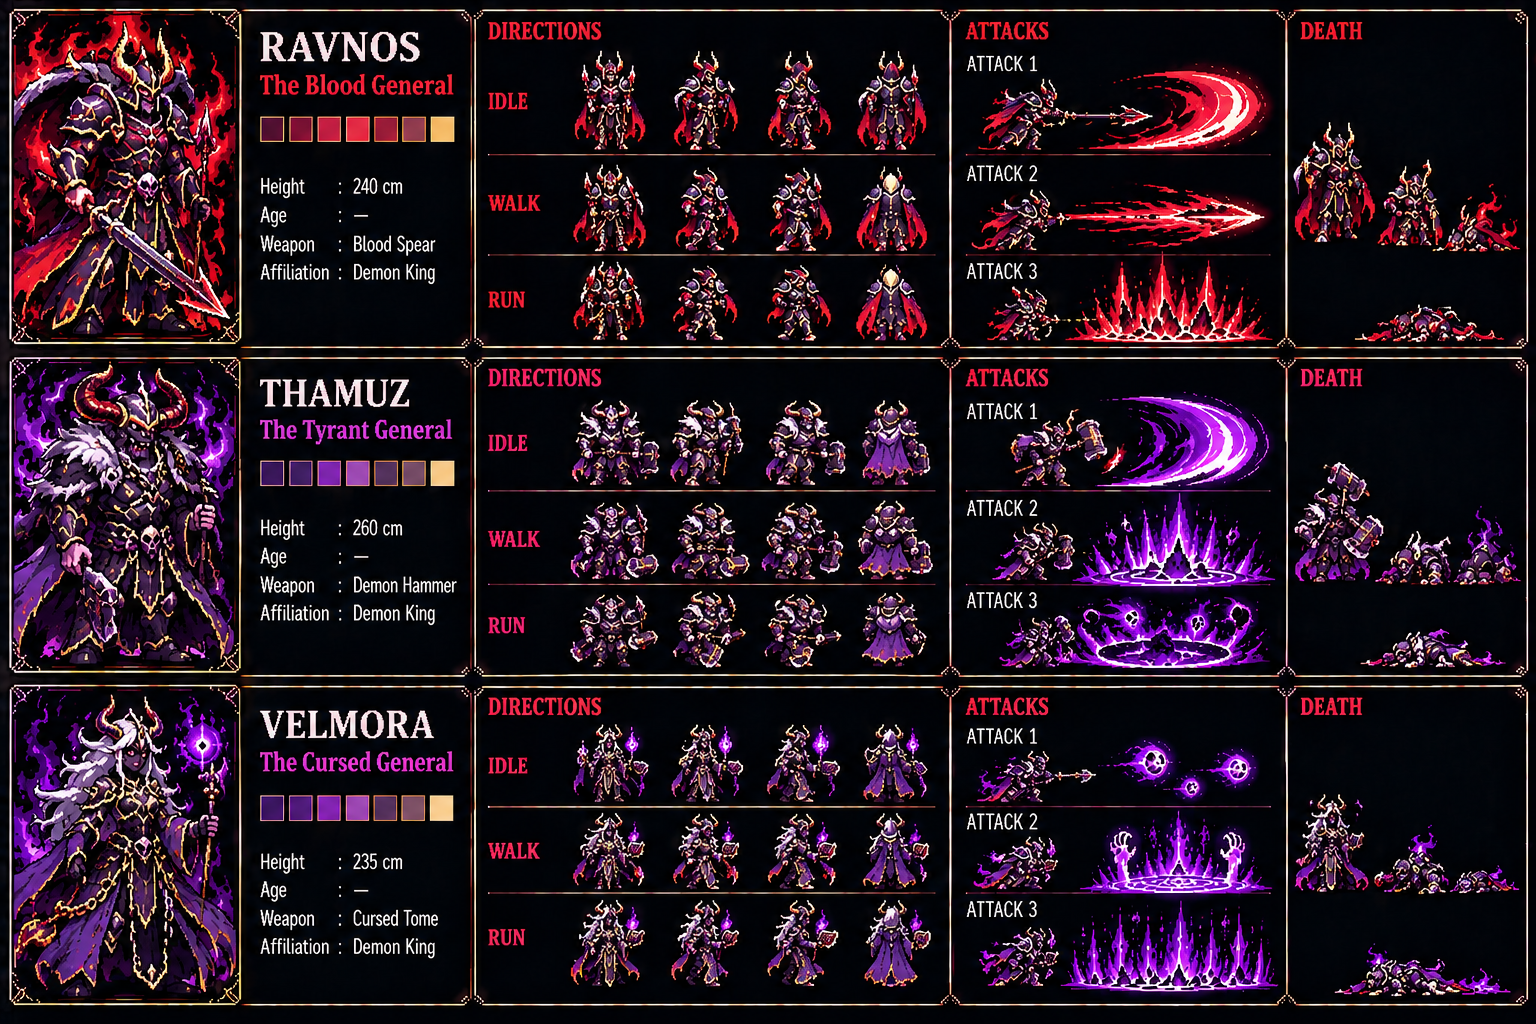 RAVNOS
The Blood General
Height : 240 cm
Age : —
Weapon : Blood Spear
Affiliation : Demon King
DIRECTIONS
IDLE
WALK
RUN
ATTACKS
ATTACK 1
ATTACK 2
ATTACK 3
DEATH
THAMUZ
The Tyrant General
Height : 260 cm
Age : —
Weapon : Demon Hammer
Affiliation : Demon King
DIRECTIONS
IDLE
WALK
RUN
ATTACKS
ATTACK 1
ATTACK 2
ATTACK 3
DEATH
VELMORA
The Cursed General
Height : 235 cm
Age : —
Weapon : Cursed Tome
Affiliation : Demon King
DIRECTIONS
IDLE
WALK
RUN
ATTACKS
ATTACK 1
ATTACK 2
ATTACK 3
DEATH